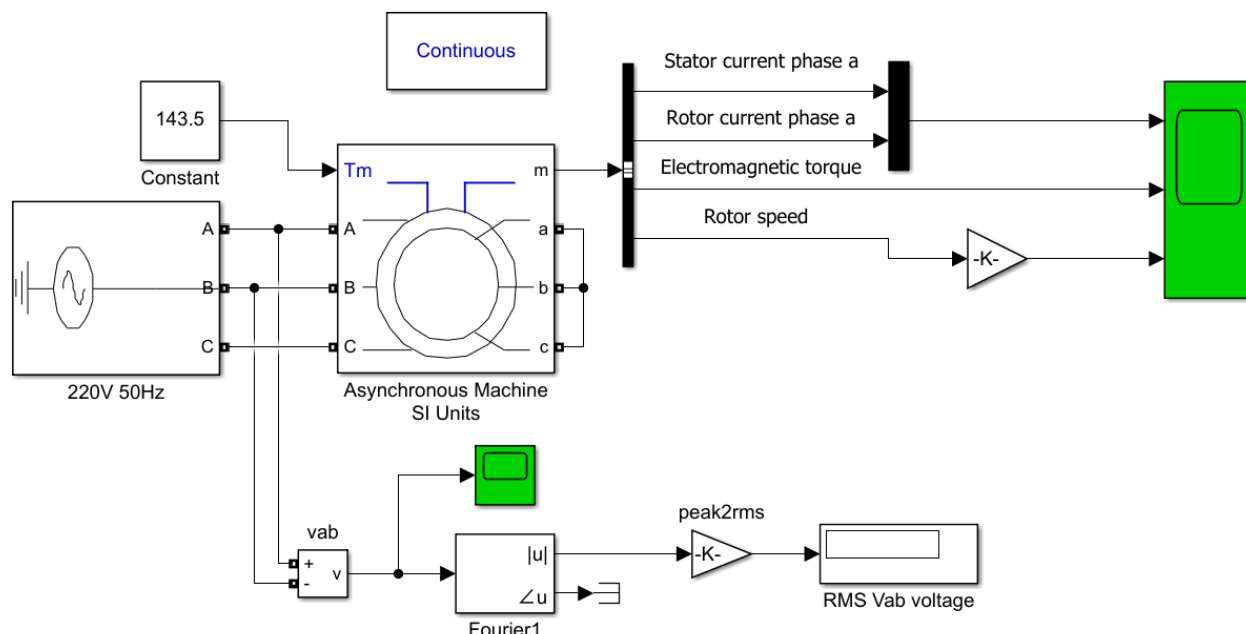 Continuous
Stator current phase a
143.5
Rotor current phase a
Constant
Tm
m
Electromagnetic torque
Rotor speed
A
A
a
-K-
B
B
b
C
C
c
220V 50Hz
Asynchronous Machine
SI Units
vab
peak2rms
+
-
v
|u|
∠u
-K-
RMS Vab voltage
Fourier1